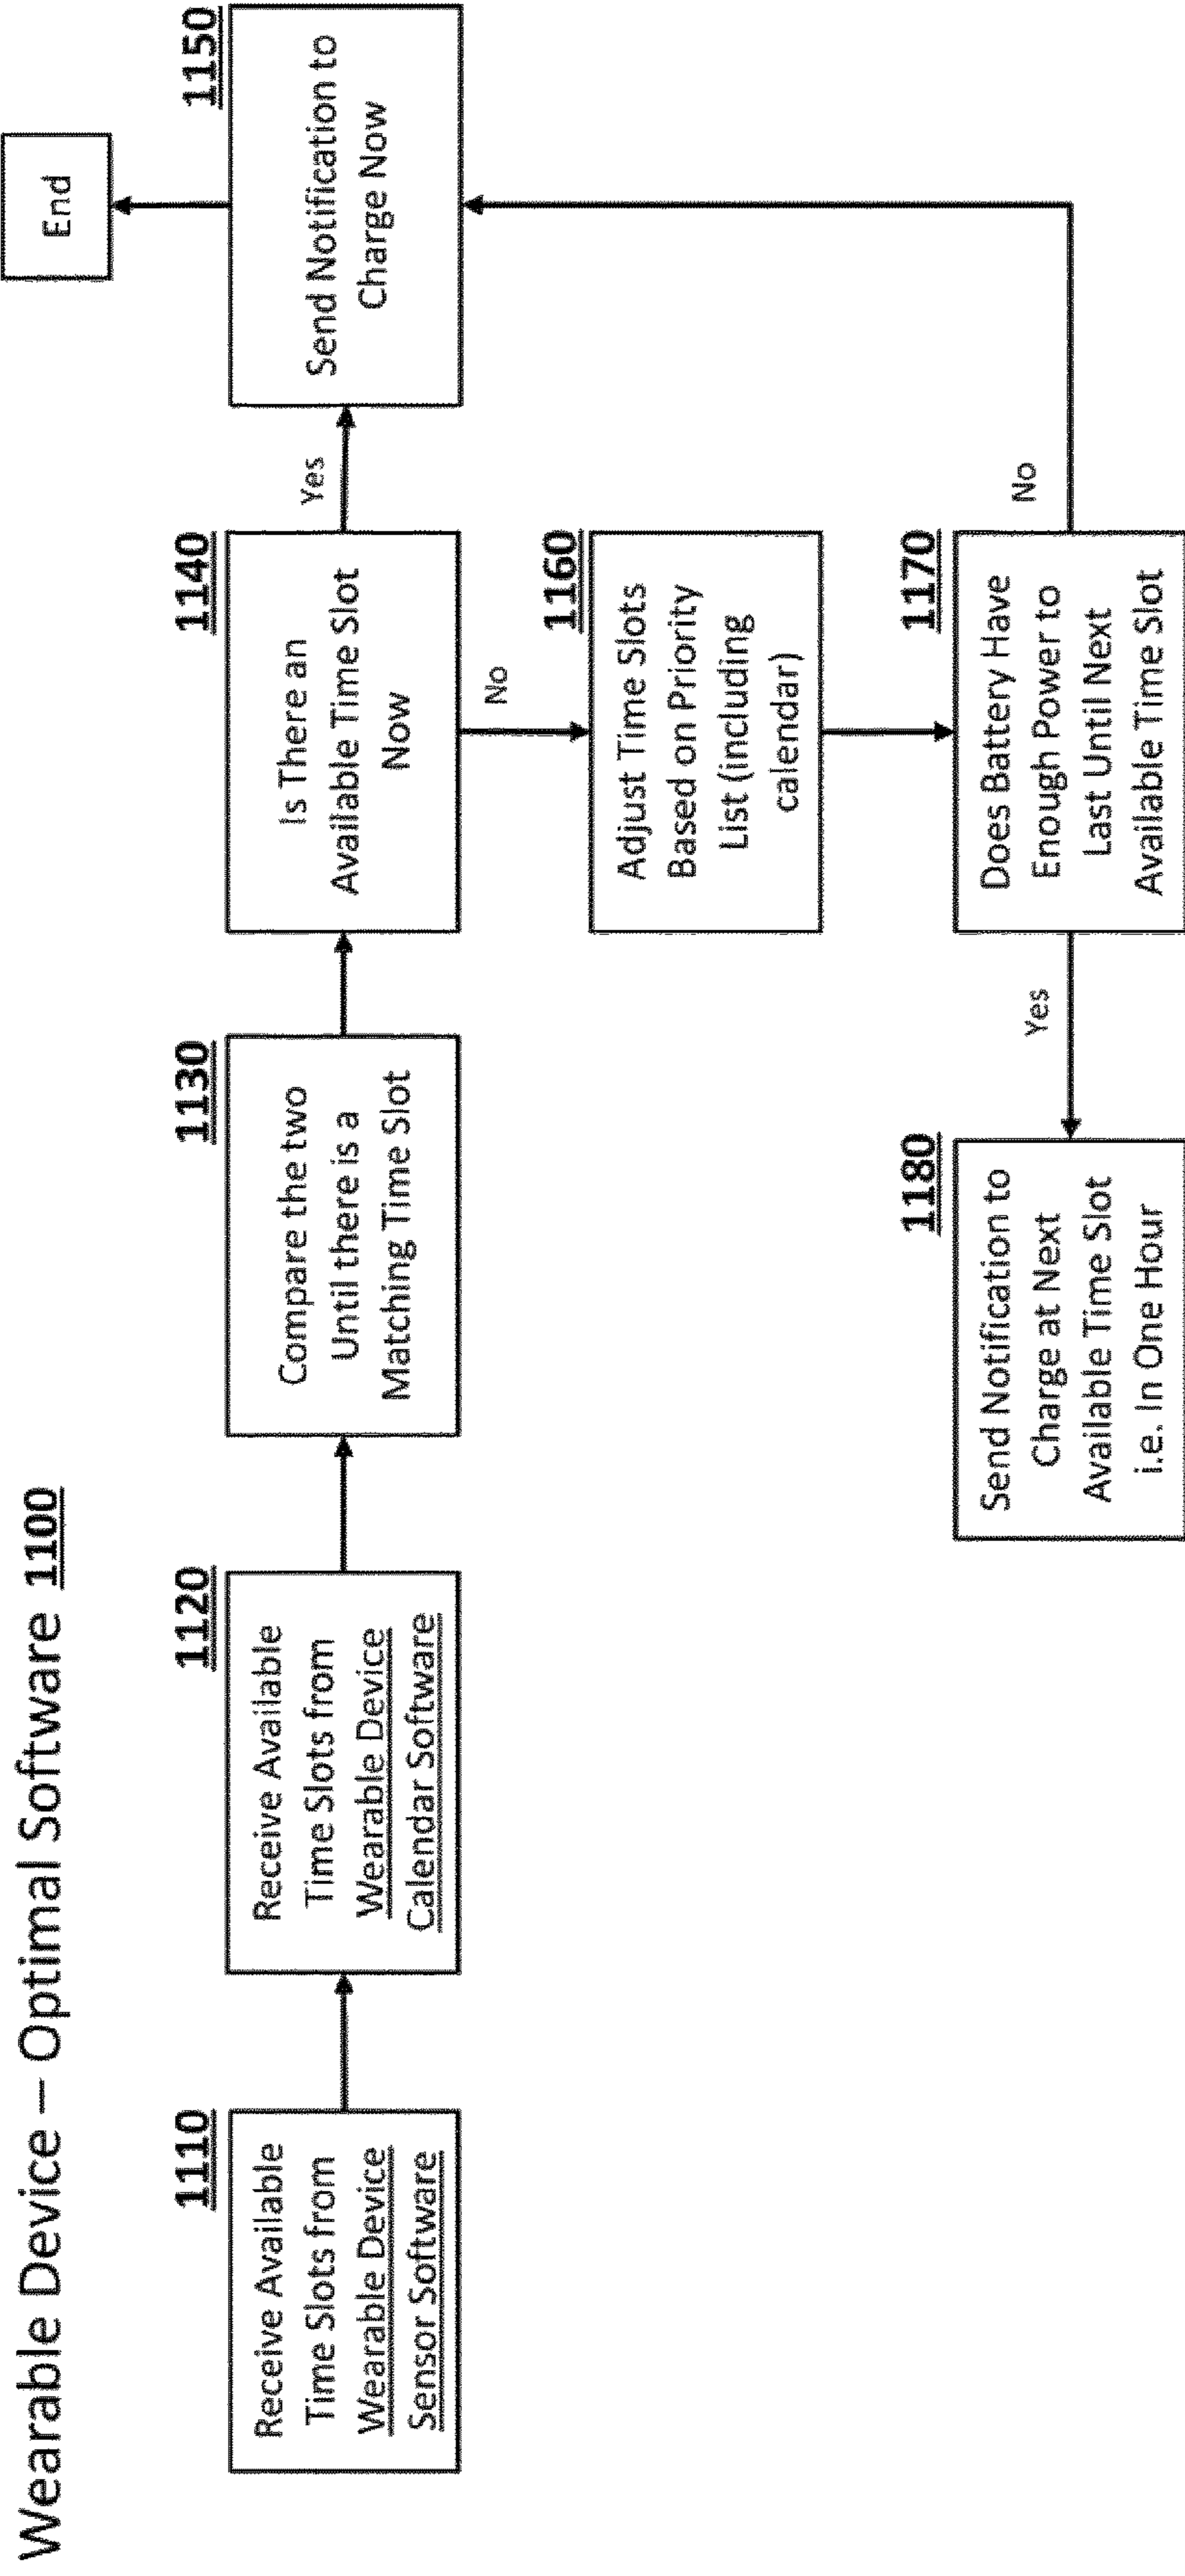 Wearable Device – Optimal Software 1100
1110
Receive Available
Time Slots from
Wearable Device
Sensor Software
1120
Receive Available
Time Slots from
Wearable Device
Calendar Software
1130
Compare the two
Until there is a
Matching Time Slot
1140
Is There an
Available Time Slot
Now
Yes
1150
Send Notification to
Charge Now
End
No
1160
Adjust Time Slots
Based on Priority
List (including
calendar)
1170
Does Battery Have
Enough Power to
Last Until Next
Available Time Slot
No
Yes
1180
Send Notification to
Charge at Next
Available Time Slot
i.e. In One Hour